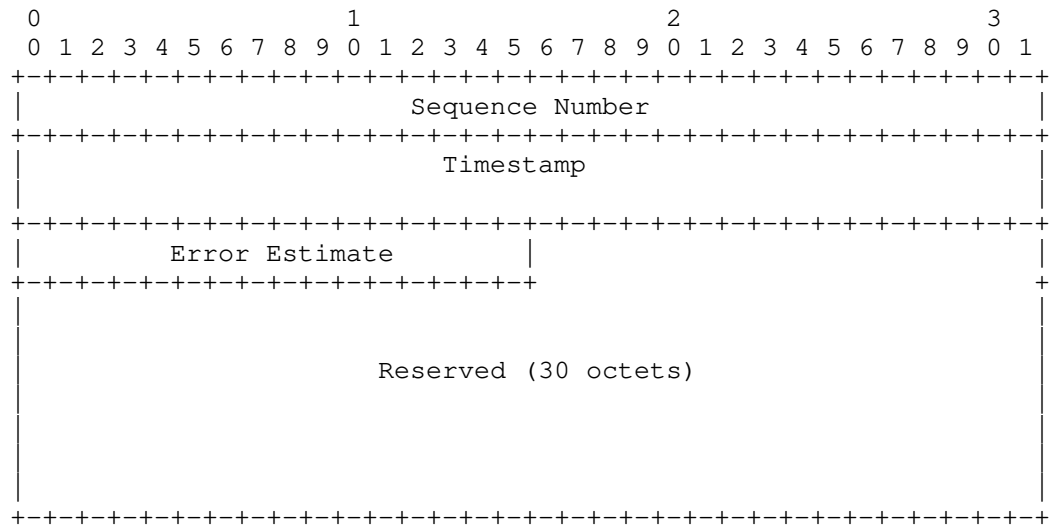 0                   1                   2                   3
0 1 2 3 4 5 6 7 8 9 0 1 2 3 4 5 6 7 8 9 0 1 2 3 4 5 6 7 8 9 0 1
Sequence Number
Timestamp
Error Estimate
Reserved (30 octets)